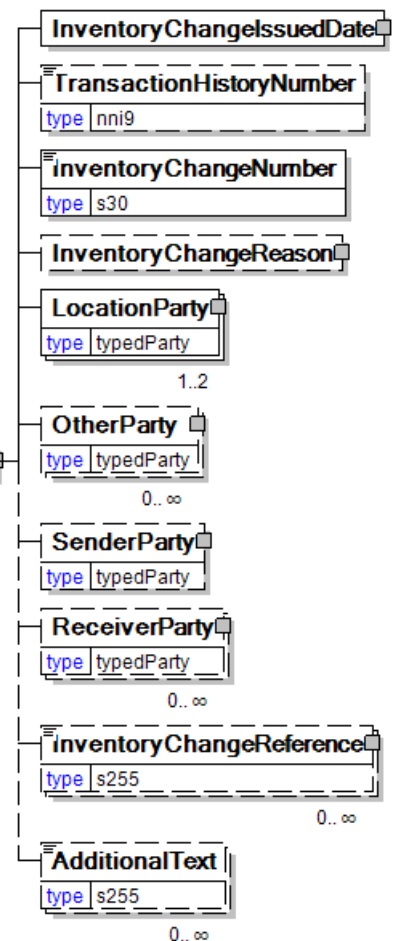 InventoryChangeIssuedDate
TransactionHistoryNumber
type nni9
InventoryChangeNumber
type s30
InventoryChangeReason
LocationParty
type typedParty
1..2
OtherParty
type typedParty
0..∞
SenderParty
type typedParty
ReceiverParty
type typedParty
0..∞
InventoryChangeReference
type s255
0..∞
AdditionalText
type s255
0..∞